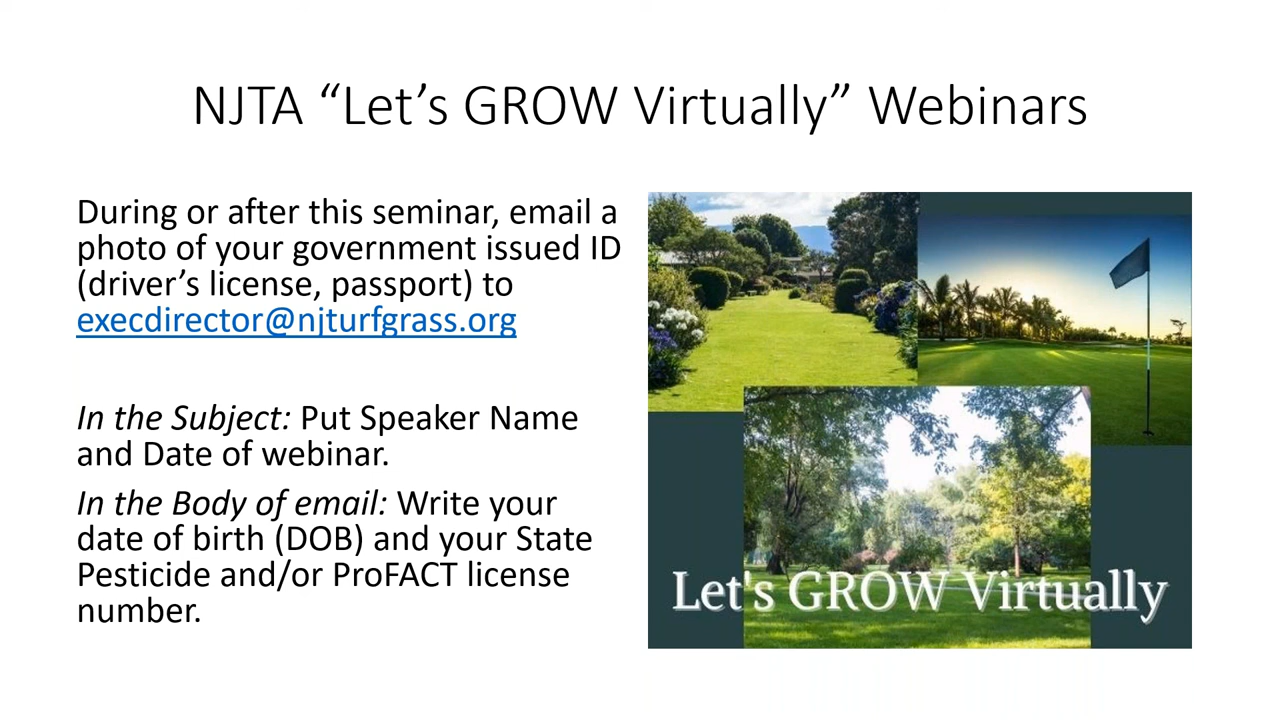 NJTA “Let’s GROW Virtually” Webinars
During or after this seminar, email a
photo of your government issued ID
(driver’s license, passport) to
execdirector@njturfgrass.org
In the Subject: Put Speaker Name
and Date of webinar.
In the Body of email: Write your
date of birth (DOB) and your State
Pesticide and/or ProFACT license
number.
Let's GROW Virtually